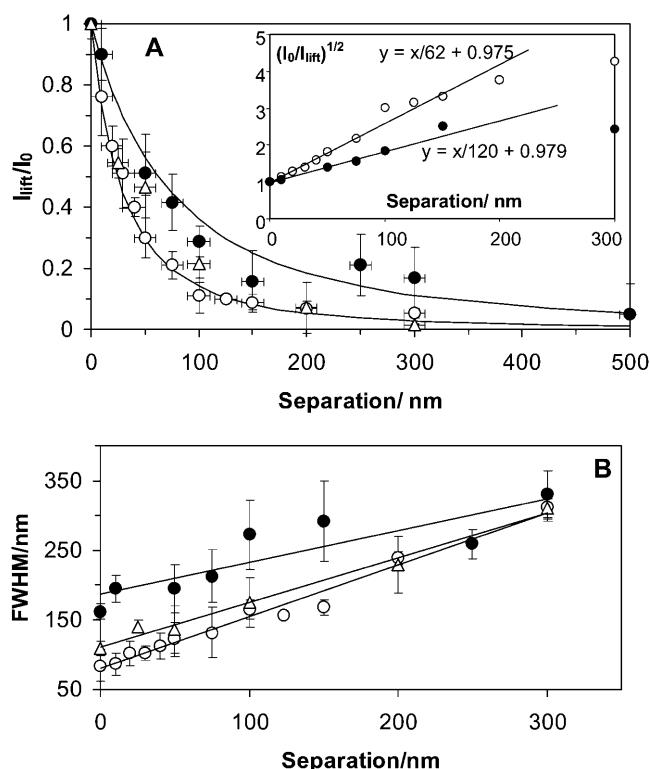 A
I_lift/I_0
1
0.8
0.6
0.4
0.2
0
0 100 200 300 400 500
Separation/ nm
(I_0/I_lift)^1/2
y = x/62 + 0.975
y = x/120 + 0.979
5
4
3
2
1
0
0 100 200 300
Separation/ nm
B
FWHM/nm
350
250
150
50
0 100 200 300
Separation/nm